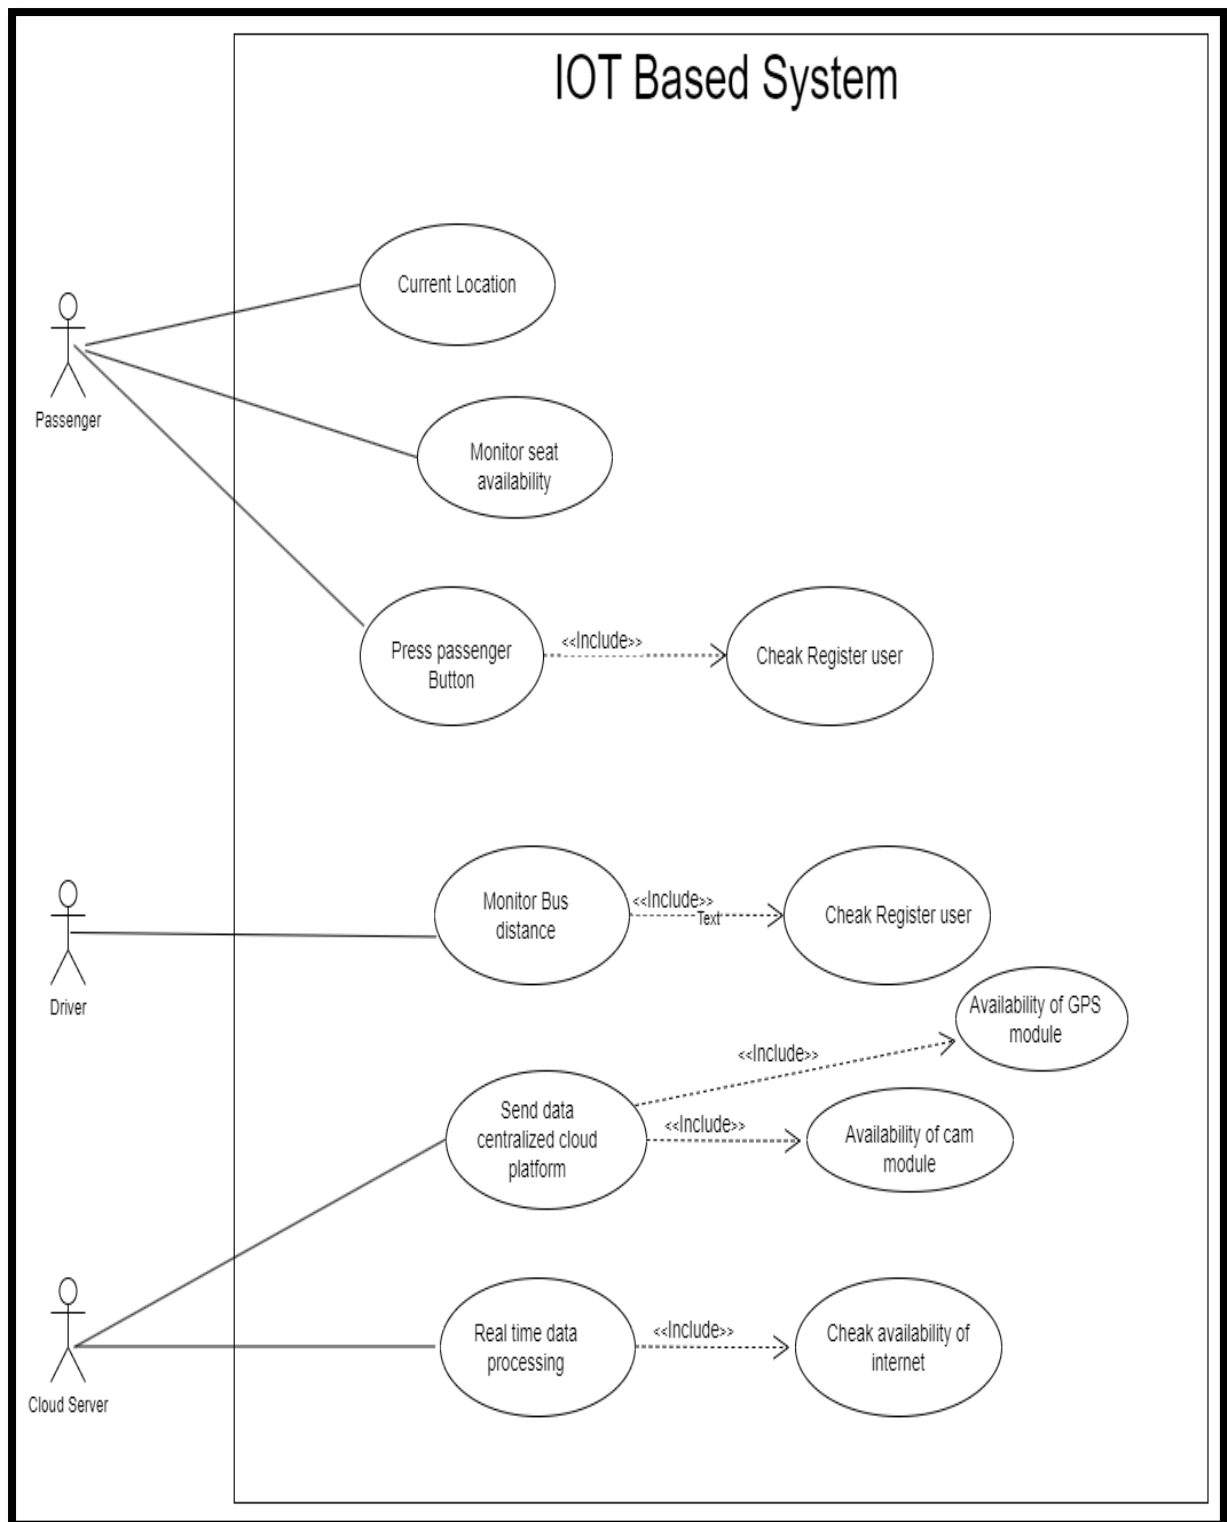 IOT Based System
Current Location
Passenger
Monitor seat
availability
Press passenger
Button
<<Include>>
Cheak Register user
Driver
Monitor Bus
distance
<<Include>>
Text
Cheak Register user
Availability of GPS
module
<<Include>>
Send data
centralized cloud
platform
<<Include>>
Availability of cam
module
Cloud Server
Real time data
processing
<<Include>>
Cheak availability of
internet